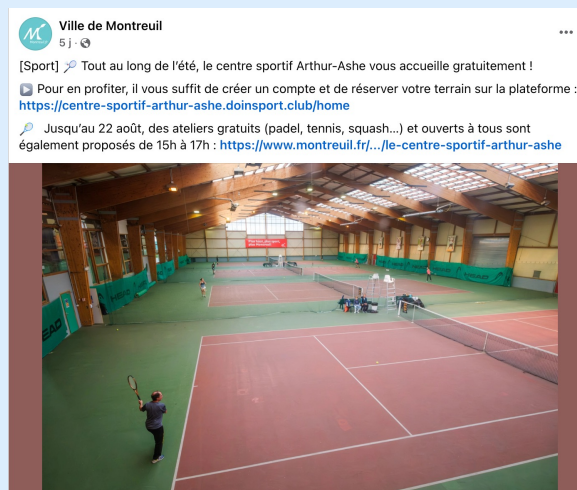 Ville de Montreuil
5 j ·
[Sport] 🎾 Tout au long de l'été, le centre sportif Arthur-Ashe vous accueille gratuitement !
▶️ Pour en profiter, il vous suffit de créer un compte et de réserver votre terrain sur la plateforme :
https://centre-sportif-arthur-ashe.doinsport.club/home
🎾 Jusqu'au 22 août, des ateliers gratuits (padel, tennis, squash...) et ouverts à tous sont
également proposés de 15h à 17h : https://www.montreuil.fr/.../le-centre-sportif-arthur-ashe
HEAD
HEAD